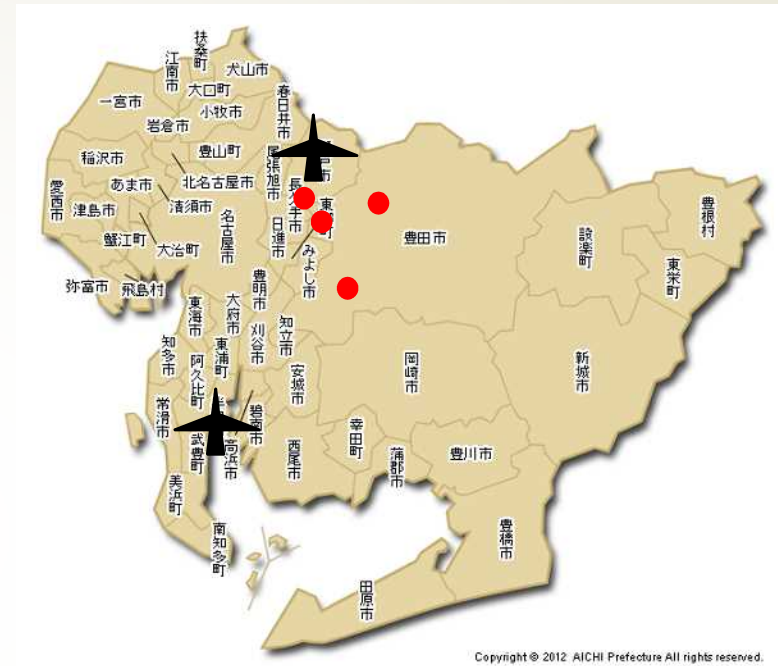 扶桑町
江南市
犬山市
大口町
一宮市
小牧市
春日井市
岩倉市
豊山町
稲沢市
尾張旭市
あま市
北名古屋市
愛西市
長久手市
津島市
清須市
名古屋市
日進市
豊根村
設楽町
蟹江町
大治町
豊田市
みよし市
東栄町
弥富市
飛島村
豊明市
東海市
大府市
刈谷市
知立市
知多市
東浦町
阿久比町
安城市
岡崎市
新城市
常滑市
碧南市
武豊町
高浜市
西尾市
幸田町
蒲郡市
豊川市
美浜町
南知多町
豊橋市
田原市
Copyright © 2012 AICHI Prefecture All rights reserved.